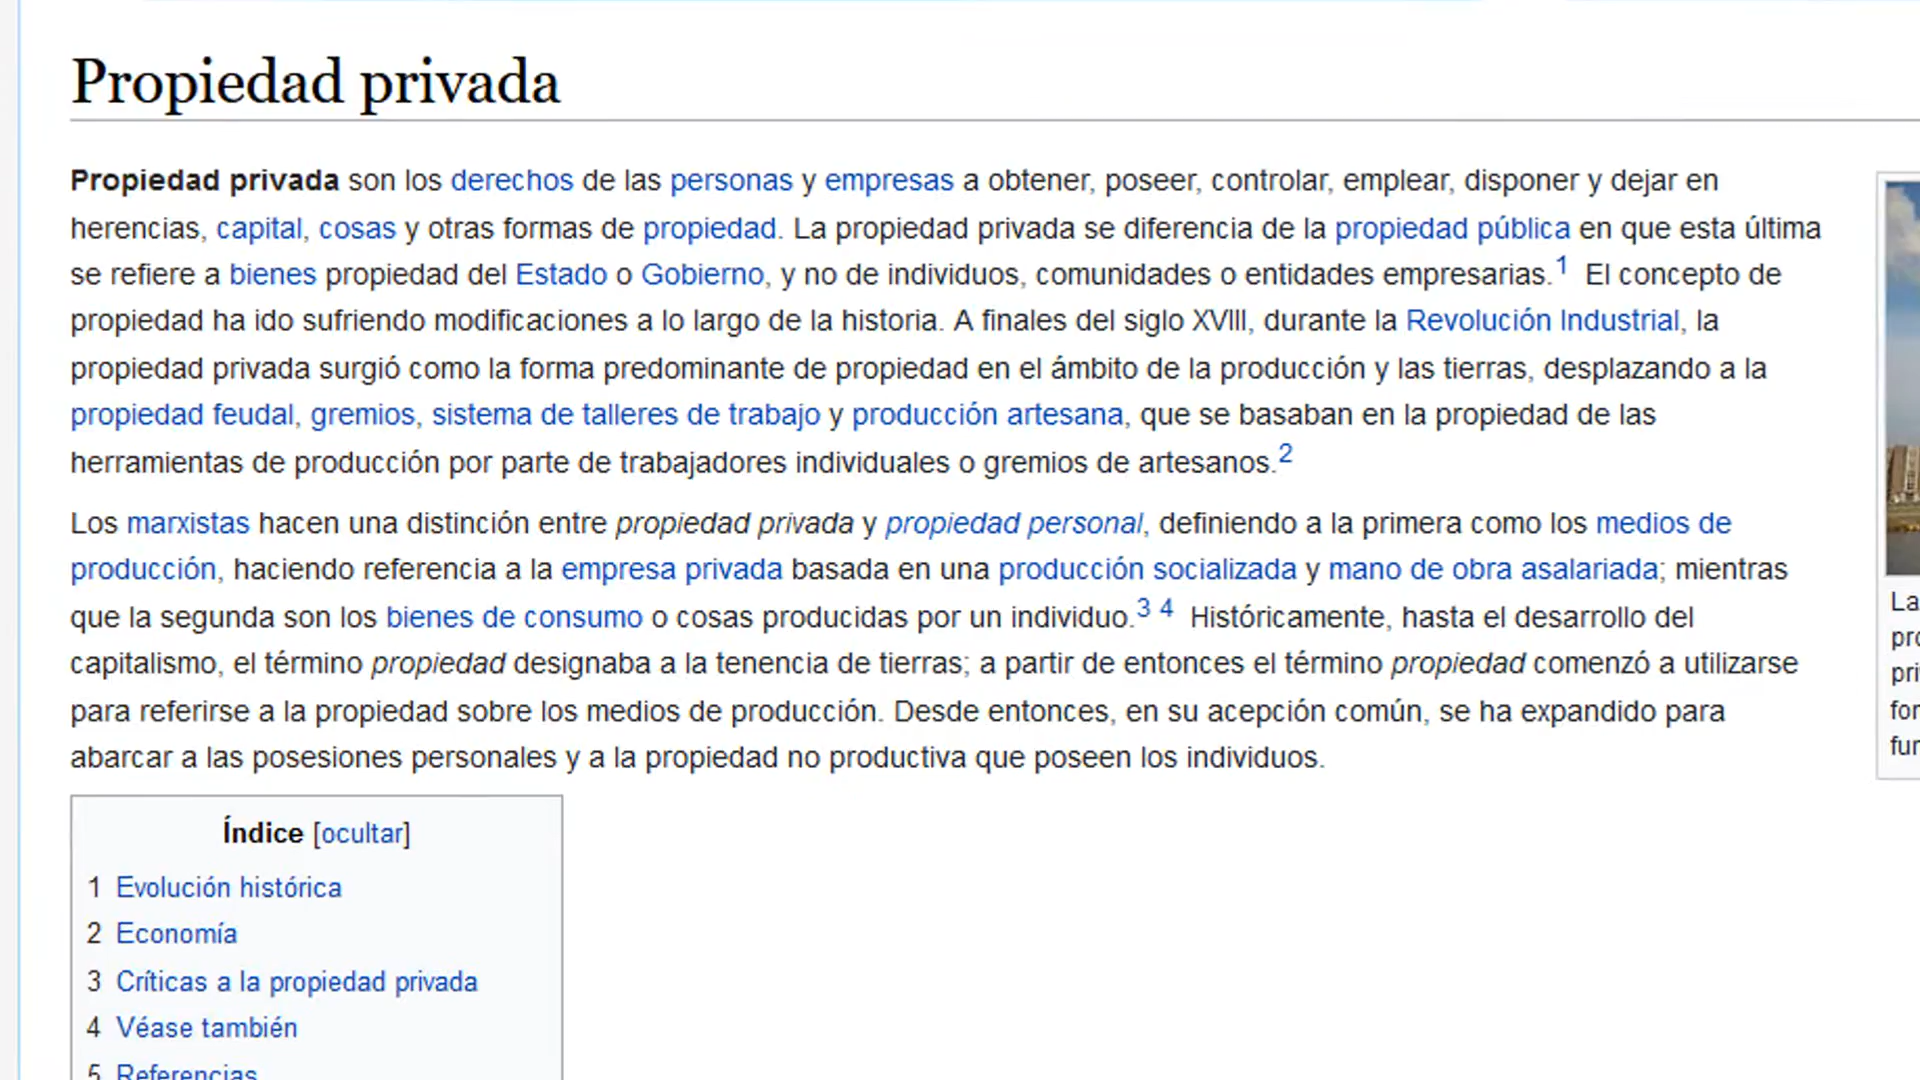 Propiedad privada
Propiedad privada son los derechos de las personas y empresas a obtener, poseer, controlar, emplear, disponer y dejar en
herencias, capital, cosas y otras formas de propiedad. La propiedad privada se diferencia de la propiedad pública en que esta última
se refiere a bienes propiedad del Estado o Gobierno, y no de individuos, comunidades o entidades empresarias.1 El concepto de
propiedad ha ido sufriendo modificaciones a lo largo de la historia. A finales del siglo XVIII, durante la Revolución Industrial, la
propiedad privada surgió como la forma predominante de propiedad en el ámbito de la producción y las tierras, desplazando a la
propiedad feudal, gremios, sistema de talleres de trabajo y producción artesana, que se basaban en la propiedad de las
herramientas de producción por parte de trabajadores individuales o gremios de artesanos.2
Los marxistas hacen una distinción entre propiedad privada y propiedad personal, definiendo a la primera como los medios de
producción, haciendo referencia a la empresa privada basada en una producción socializada y mano de obra asalariada; mientras
que la segunda son los bienes de consumo o cosas producidas por un individuo.3 4 Históricamente, hasta el desarrollo del
capitalismo, el término propiedad designaba a la tenencia de tierras; a partir de entonces el término propiedad comenzó a utilizarse
para referirse a la propiedad sobre los medios de producción. Desde entonces, en su acepción común, se ha expandido para
abarcar a las posesiones personales y a la propiedad no productiva que poseen los individuos.
Índice [ocultar]
1 Evolución histórica
2 Economía
3 Críticas a la propiedad privada
4 Véase también
5 Referencias
La